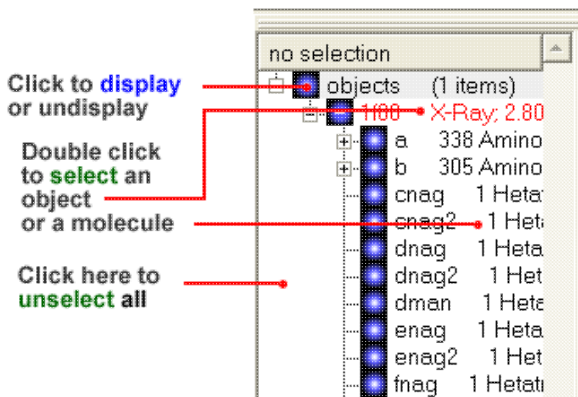 no selection
Click to display
or undisplay
objects (1 items)
1f88 X-Ray; 2.80
Double click
to select an
object
or a molecule
a 338 Amino
b 305 Amino
cnag 1 Hetat
cnag2 1 Heta
dnag 1 Heta
dnag2 1 Het
dman 1 Heta
enag 1 Heta
enag2 1 Het
fnag 1 Hetat
Click here to
unselect all